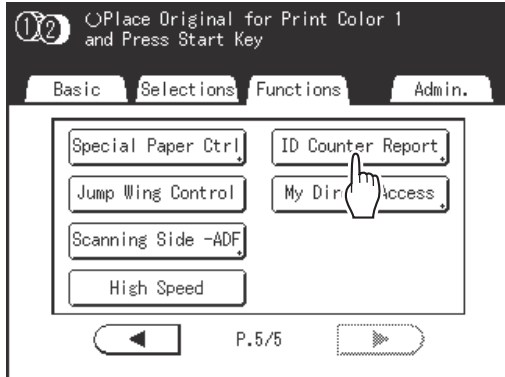 ①② ○Place Original for Print Color 1
and Press Start Key
Basic Selections Functions Admin.
Special Paper Ctrl ID Counter Report
Jump Wing Control My Dir Access
Scanning Side -ADF
High Speed
P.5/5